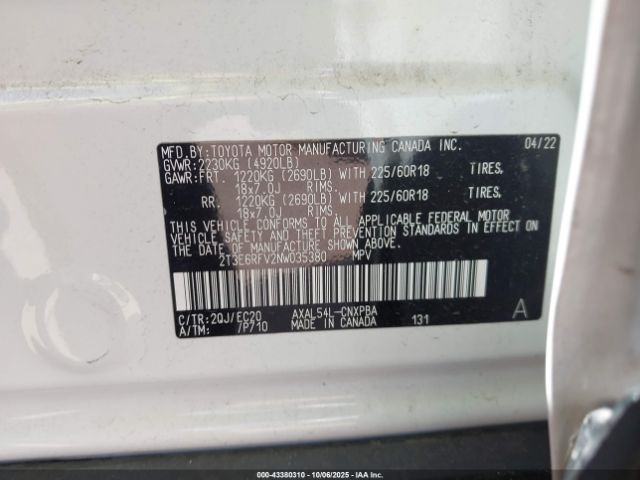 MFD.BY:TOYOTA MOTOR MANUFACTURING CANADA INC. 04/22
GVWR:2230KG (4920LB)
GAWR:FRT. 1220KG (2690LB) WITH 225/60R18 TIRES,
18x7.0J RIMS.
RR. 1220KG (2690LB) WITH 225/60R18 TIRES,
18x7.0J RIMS.
THIS VEHICLE CONFORMS TO ALL APPLICABLE FEDERAL MOTOR
VEHICLE SAFETY AND THEFT PREVENTION STANDARDS IN EFFECT
ON THE DATE OF MANUFACTURE SHOWN ABOVE.
2T3E6RFV2NW035380 MPV
C/TR:2QJ/EC20 AXAL54L-CNXPBA A
A/TM: 7P710 MADE IN CANADA 131
000-43380310 - 10/06/2025 - IAAI